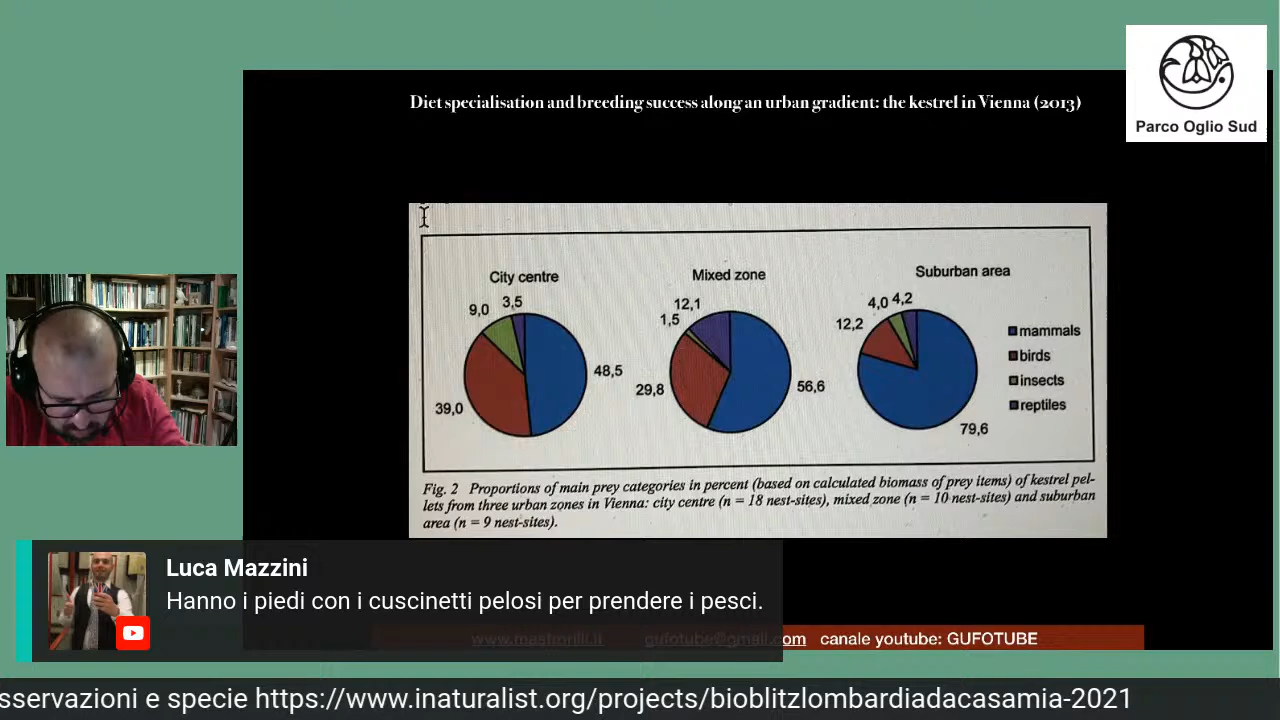 Parco Oglio Sud
Diet specialisation and breeding success along an urban gradient: the kestrel in Vienna (2013)
City centre
9,0
3,5
48,5
39,0
Mixed zone
12,1
1,5
29,8
56,6
Suburban area
4,0
4,2
12,2
79,6
mammals
birds
insects
reptiles
Fig. 2 Proportions of main prey categories in percent (based on calculated biomass of prey items) of kestrel pel-
lets from three urban zones in Vienna: city centre (n = 18 nest-sites), mixed zone (n = 10 nest-sites) and suburban
area (n = 9 nest-sites).
Luca Mazzini
Hanno i piedi con i cuscinetti pelosi per prendere i pesci.
www.mastrorilli.it gufotube@gmail.com canale youtube: GUFOTUBE
sservazioni e specie https://www.inaturalist.org/projects/bioblitzlombardiadacasamia-2021